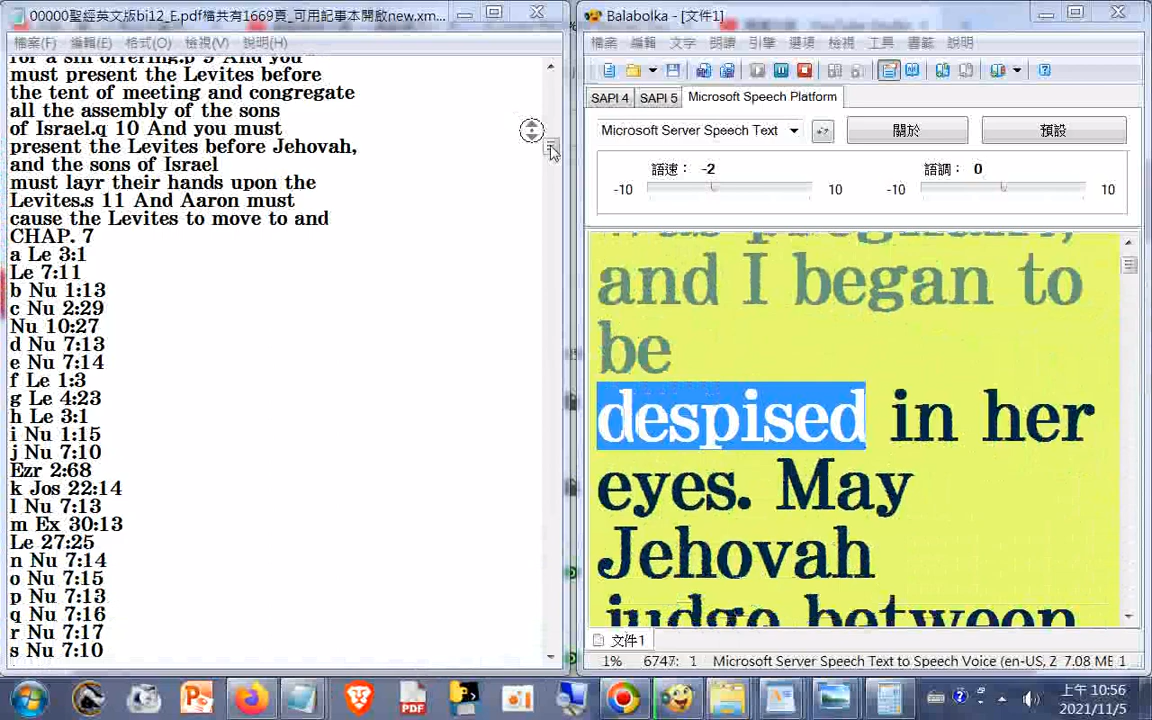 00000聖經英文版bi12_E.pdf檔共有1669頁_可用記事本開啟new.xm...
檔案(F) 編輯(E) 格式(O) 檢視(V) 說明(H)
for a sin offering.p 9 And you
must present the Levites before
the tent of meeting and congregate
all the assembly of the sons
of Israel.q 10 And you must
present the Levites before Jehovah,
and the sons of Israel
must layr their hands upon the
Levites.s 11 And Aaron must
cause the Levites to move to and
CHAP. 7
a Le 3:1
Le 7:11
b Nu 1:13
c Nu 2:29
Nu 10:27
d Nu 7:13
e Nu 7:14
f Le 1:3
g Le 4:23
h Le 3:1
i Nu 1:15
j Nu 7:10
Ezr 2:68
k Jos 22:14
l Nu 7:13
m Ex 30:13
Le 27:25
n Nu 7:14
o Nu 7:15
p Nu 7:13
q Nu 7:16
r Nu 7:17
s Nu 7:10
Balabolka - [文件1]
檔案 編輯 文字 朗讀 引擎 選項 檢視 工具 書籤 說明
SAPI 4 SAPI 5 Microsoft Speech Platform
Microsoft Server Speech Text 關於 預設
語速: -2 語調: 0
-10 10 -10 10
and I began to
be
despised in her
eyes. May
Jehovah
judge between
文件1
1% 6747: 1 Microsoft Server Speech Text to Speech Voice (en-US, 2 7.08 ME 1
PDF
上午 10:56
2021/11/5